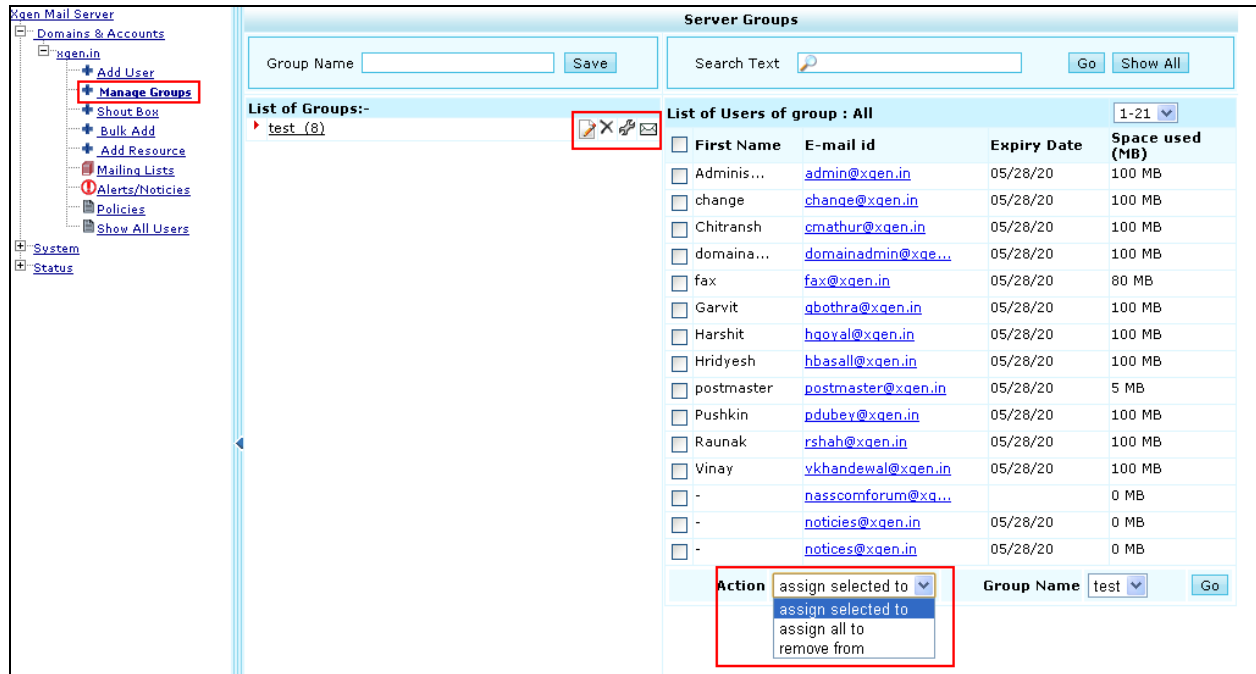 Xgen Mail Server
Domains & Accounts
xgen.in
Add User
Manage Groups
Shout Box
Bulk Add
Add Resource
Mailing Lists
Alerts/Noticies
Policies
Show All Users
System
Status
Server Groups
Group Name Save
Search Text Go Show All
List of Groups:-
test (8)
List of Users of group : All 1-21
First Name E-mail id Expiry Date Space used (MB)
Adminis... admin@xgen.in 05/28/20 100 MB
change change@xgen.in 05/28/20 100 MB
Chitransh cmathur@xgen.in 05/28/20 100 MB
domaina... domainadmin@xge... 05/28/20 100 MB
fax fax@xgen.in 05/28/20 80 MB
Garvit gbothra@xgen.in 05/28/20 100 MB
Harshit hgoyal@xgen.in 05/28/20 100 MB
Hridyesh hbasall@xgen.in 05/28/20 100 MB
postmaster postmaster@xgen.in 05/28/20 5 MB
Pushkin pdubey@xgen.in 05/28/20 100 MB
Raunak rshah@xgen.in 05/28/20 100 MB
Vinay vkhandewal@xgen.in 05/28/20 100 MB
- nasscomforum@xg... 0 MB
- noticies@xgen.in 05/28/20 0 MB
- notices@xgen.in 05/28/20 0 MB
Action assign selected to Group Name test Go
assign selected to
assign all to
remove from